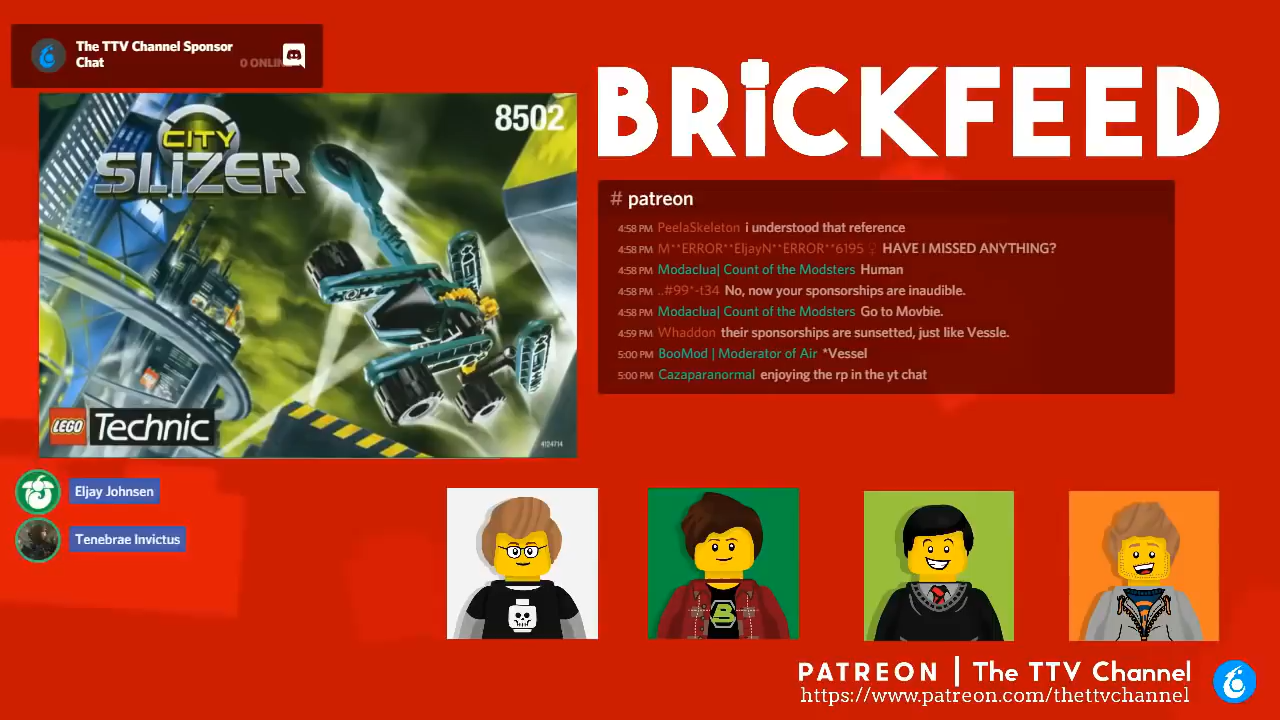 The TTV Channel Sponsor
Chat
BRiCKFEED
8502
CITY
SLiZER
LEGO Technic
4124714
# patreon
4:58 PM PeelaSkeleton i understood that reference
4:58 PM M**ERROR**EljayN**ERROR**6195 HAVE I MISSED ANYTHING?
4:58 PM Modaclua| Count of the Modsters Human
4:58 PM ..#99*-t34 No, now your sponsorships are inaudible.
4:58 PM Modaclua| Count of the Modsters Go to Movbie.
4:59 PM Whaddon their sponsorships are sunsetted, just like Vessle.
5:00 PM BooMod | Moderator of Air *Vessel
5:00 PM Cazaparanormal enjoying the rp in the yt chat
Eljay Johnsen
Tenebrae Invictus
PATREON | The TTV Channel
https://www.patreon.com/thettvchannel